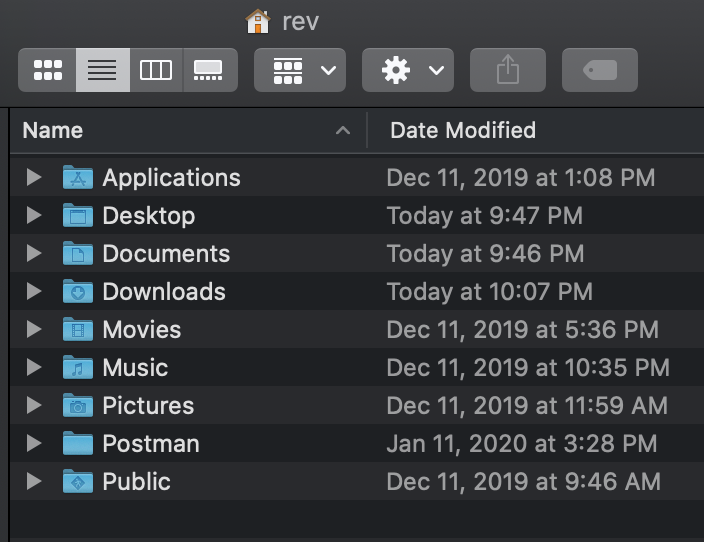 rev
Name Date Modified
Applications Dec 11, 2019 at 1:08 PM
Desktop Today at 9:47 PM
Documents Today at 9:46 PM
Downloads Today at 10:07 PM
Movies Dec 11, 2019 at 5:36 PM
Music Dec 11, 2019 at 10:35 PM
Pictures Dec 11, 2019 at 11:59 AM
Postman Jan 11, 2020 at 3:28 PM
Public Dec 11, 2019 at 9:46 AM